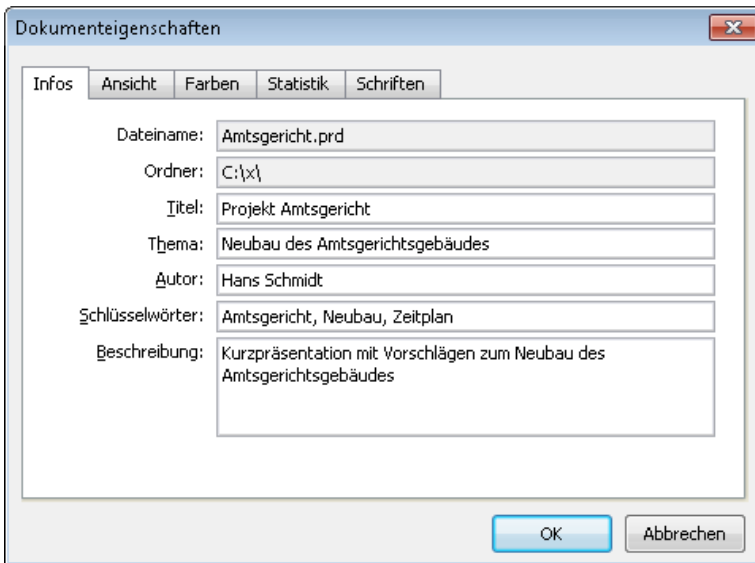 Dokumenteigenschaften
Infos Ansicht Farben Statistik Schriften
Dateiname: Amtsgericht.prd
Ordner: C:\x\
Titel: Projekt Amtsgericht
Thema: Neubau des Amtsgerichtsgebäudes
Autor: Hans Schmidt
Schlüsselwörter: Amtsgericht, Neubau, Zeitplan
Beschreibung: Kurzpräsentation mit Vorschlägen zum Neubau des
Amtsgerichtsgebäudes
OK Abbrechen